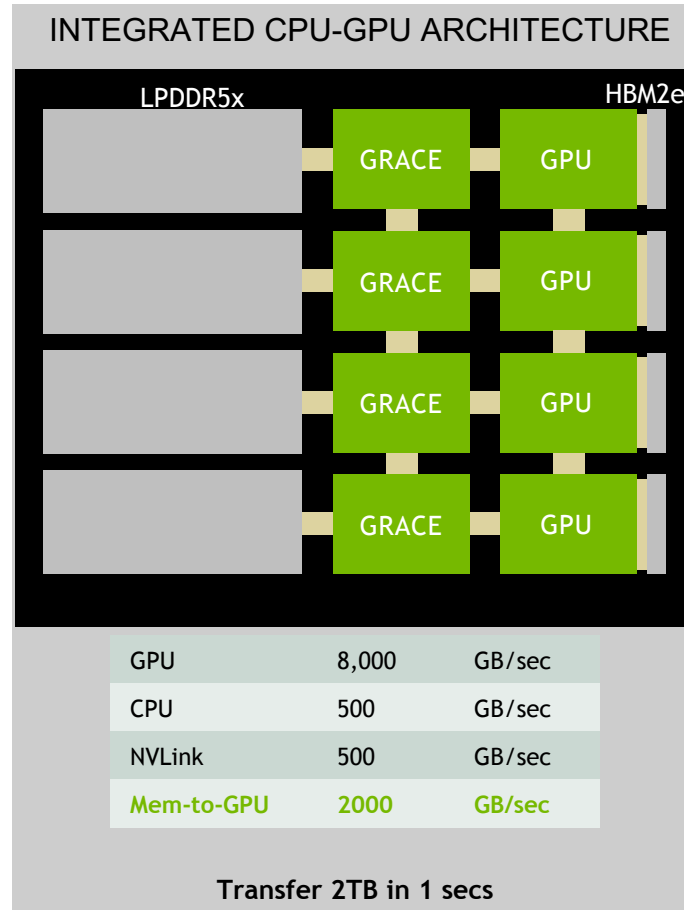 INTEGRATED CPU-GPU ARCHITECTURE
LPDDR5x HBM2e
GRACE GPU
GRACE GPU
GRACE GPU
GRACE GPU
GPU 8,000 GB/sec
CPU 500 GB/sec
NVLink 500 GB/sec
Mem-to-GPU 2000 GB/sec
Transfer 2TB in 1 secs